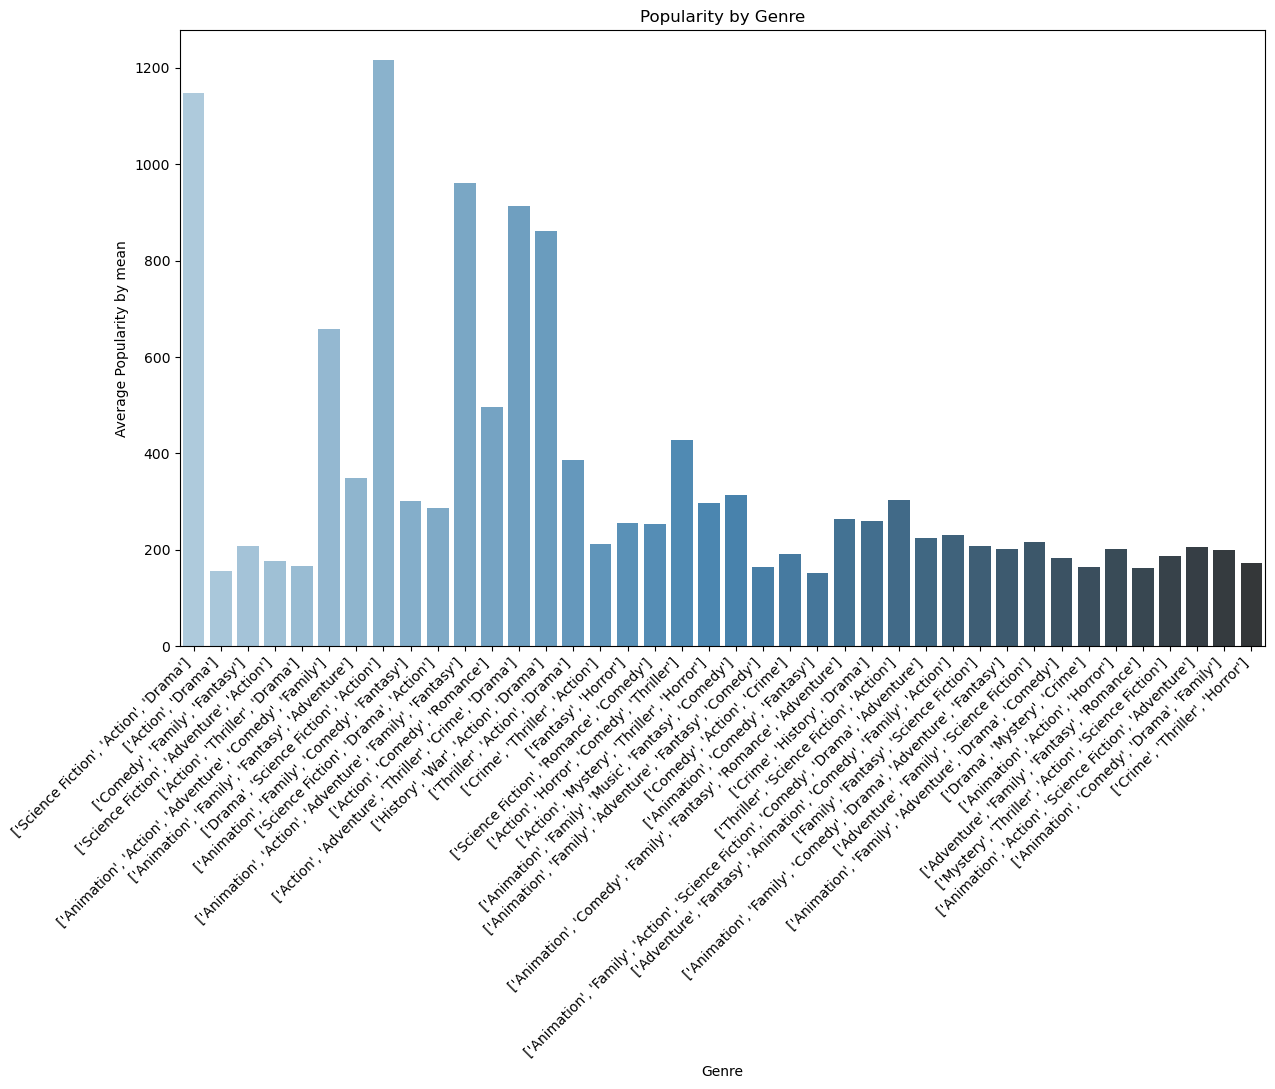 Popularity by Genre
Average Popularity by mean
1200
1000
800
600
400
200
0
['Science Fiction', 'Action', 'Drama']
['Action', 'Drama']
['Comedy', 'Family', 'Fantasy']
['Science Fiction', 'Adventure', 'Action']
['Action', 'Thriller', 'Drama']
['Animation', 'Action', 'Adventure', 'Comedy', 'Family']
['Animation', 'Family', 'Fantasy', 'Adventure']
['Drama', 'Science Fiction', 'Action']
['Animation', 'Family', 'Comedy', 'Fantasy']
['Science Fiction', 'Drama', 'Action']
['Animation', 'Action', 'Adventure', 'Family', 'Fantasy']
['Action', 'Comedy', 'Romance']
['Action', 'Adventure', 'Thriller', 'Crime', 'Drama']
['History', 'War', 'Action', 'Drama']
['Thriller', 'Action', 'Drama']
['Crime', 'Thriller', 'Action']
['Fantasy', 'Horror']
['Science Fiction', 'Romance', 'Comedy']
['Action', 'Horror', 'Comedy', 'Thriller']
['Action', 'Mystery', 'Thriller', 'Horror']
['Animation', 'Family', 'Music', 'Fantasy', 'Comedy']
['Animation', 'Family', 'Adventure', 'Fantasy', 'Comedy']
['Comedy', 'Action', 'Crime']
['Animation', 'Comedy', 'Fantasy']
['Animation', 'Comedy', 'Family', 'Fantasy', 'Romance', 'Adventure']
['Crime', 'History', 'Drama']
['Thriller', 'Science Fiction', 'Action']
['Animation', 'Family', 'Action', 'Science Fiction', 'Comedy', 'Drama', 'Adventure']
['Adventure', 'Fantasy', 'Animation', 'Comedy', 'Family', 'Action']
['Family', 'Fantasy', 'Science Fiction']
['Animation', 'Family', 'Comedy', 'Drama', 'Adventure', 'Fantasy']
['Adventure', 'Family', 'Science Fiction']
['Animation', 'Family', 'Adventure', 'Drama', 'Comedy']
['Drama', 'Mystery', 'Crime']
['Animation', 'Action', 'Horror']
['Adventure', 'Family', 'Fantasy', 'Romance']
['Mystery', 'Thriller', 'Action', 'Science Fiction']
['Animation', 'Action', 'Science Fiction', 'Adventure']
['Animation', 'Comedy', 'Drama', 'Family']
['Crime', 'Thriller', 'Horror']
Genre